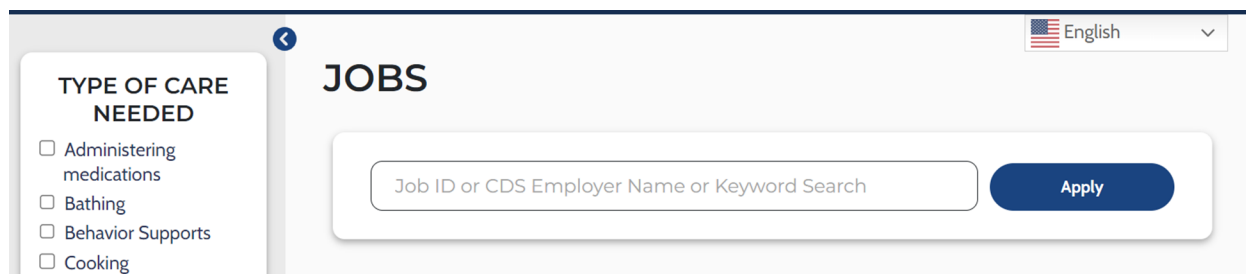 TYPE OF CARE
NEEDED
Administering
medications
Bathing
Behavior Supports
Cooking
English
JOBS
Job ID or CDS Employer Name or Keyword Search
Apply